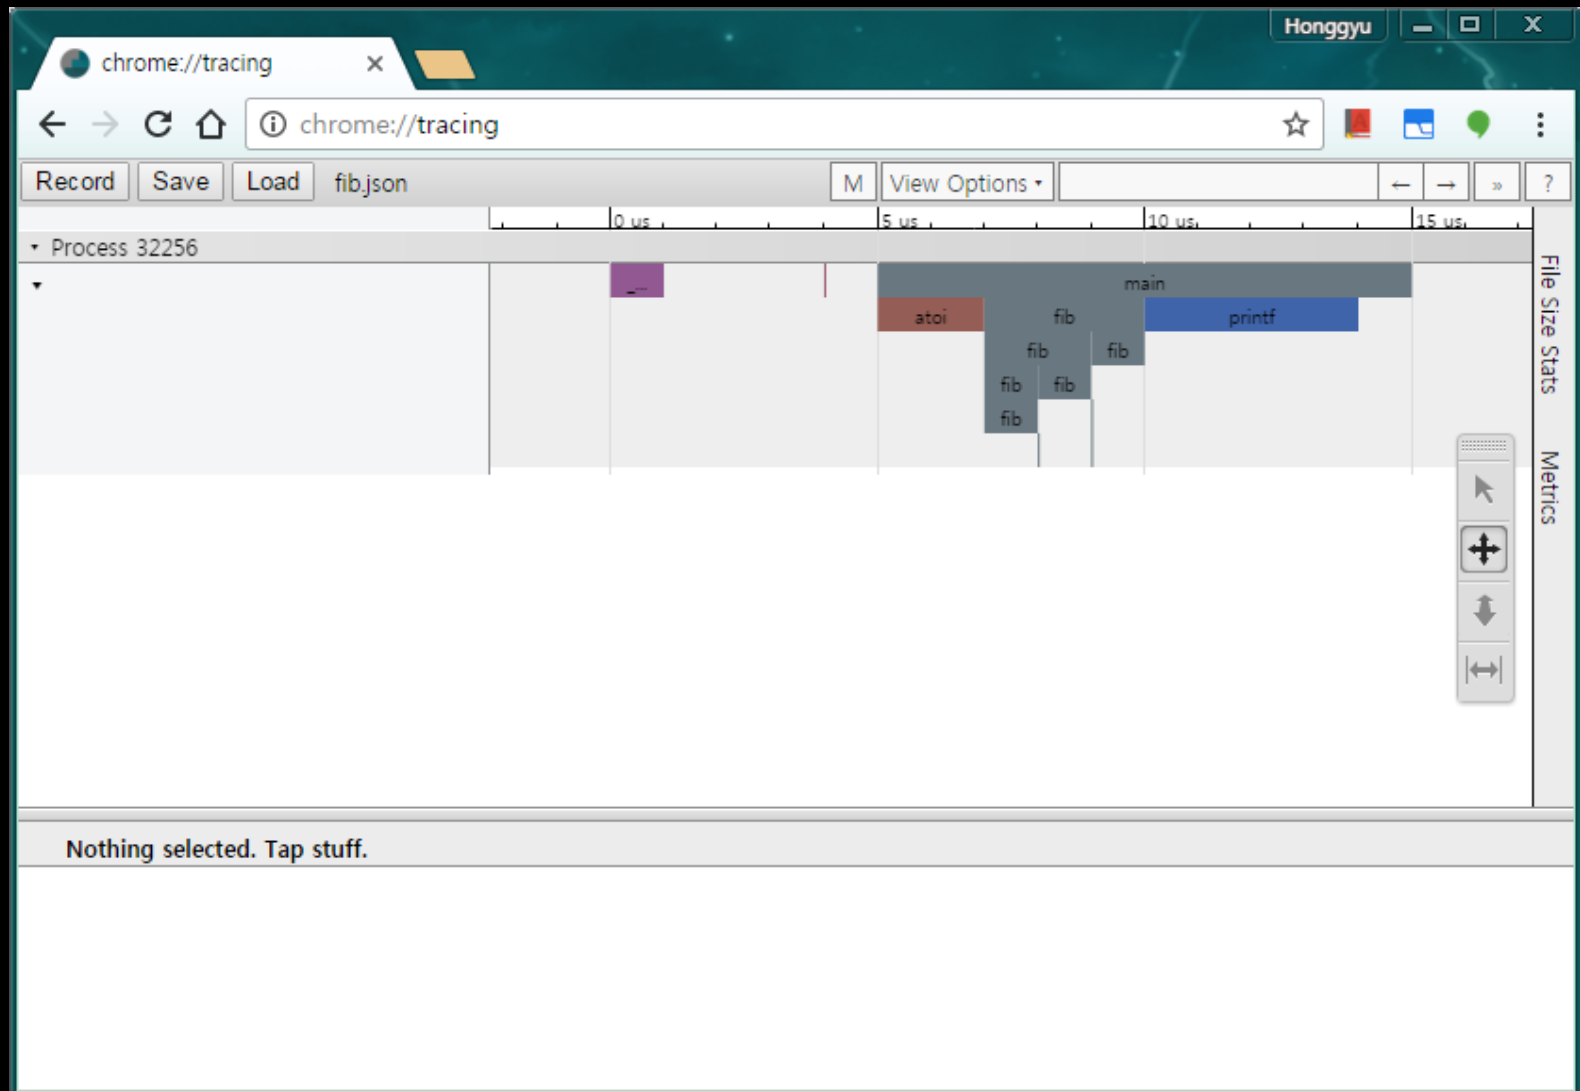 Honggyu
chrome://tracing
chrome://tracing
Record Save Load fib.json M View Options ← → » ?
0 us 5 us 10 us 15 us
Process 32256
_... main
atoi fib printf
fib fib
fib fib
fib
File Size Stats
Metrics
Nothing selected. Tap stuff.